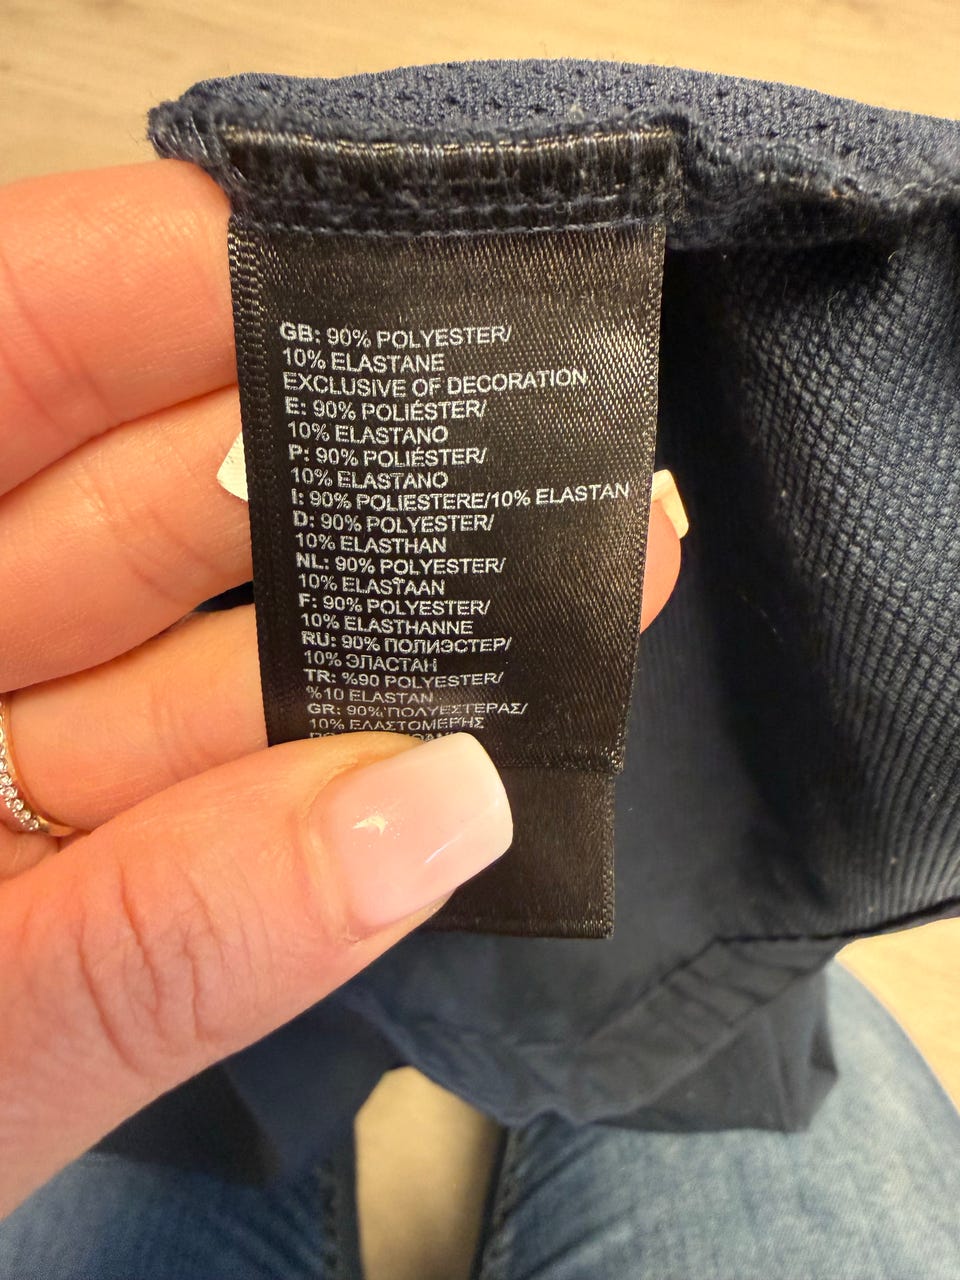 GB: 90% POLYESTER/
10% ELASTANE
EXCLUSIVE OF DECORATION
E: 90% POLIÉSTER/
10% ELASTANO
P: 90% POLIÉSTER/
10% ELASTANO
I: 90% POLIESTERE/10% ELASTAN
D: 90% POLYESTER/
10% ELASTHAN
NL: 90% POLYESTER/
10% ELASTAAN
F: 90% POLYESTER/
10% ELASTHANNE
RU: 90% ПОЛИЭСТЕР/
10% ЭЛАСТАН
TR: %90 POLYESTER/
%10 ELASTAN
GR: 90% ΠΟΛΥΕΣΤΕΡΑΣ/
10% ΕΛΑΣΤΟΜΕΡΗΣ